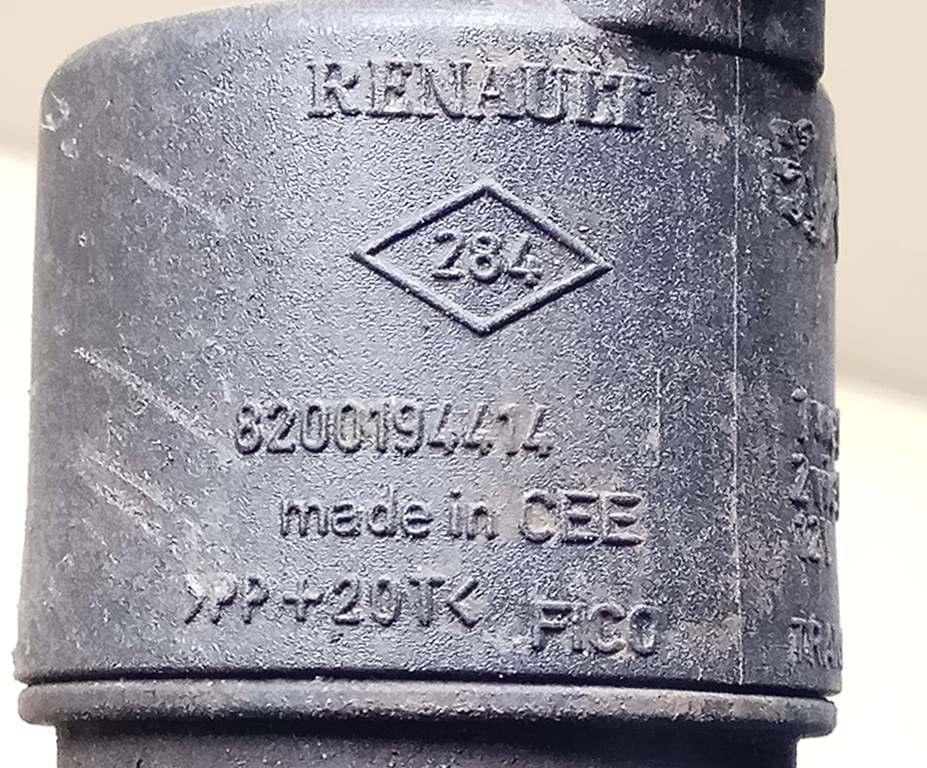 RENAULT
284
8200194414
made in CEE
>PP+20T<
FICO